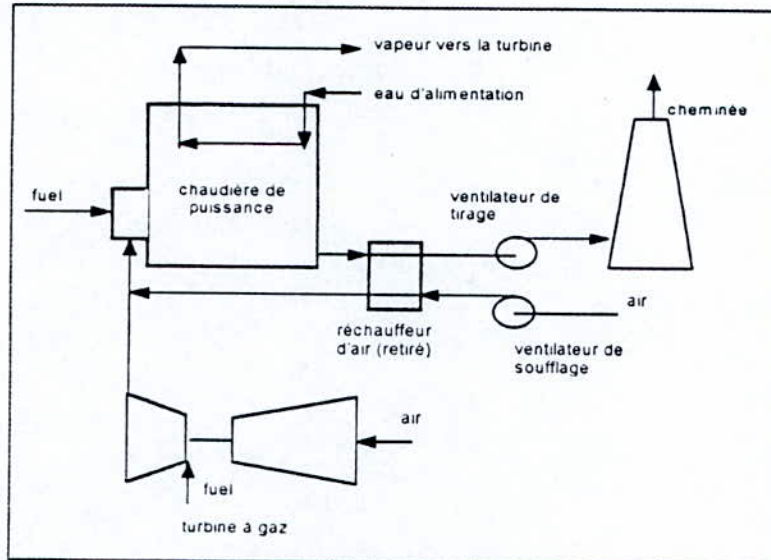 vapeur vers la turbine
eau d'alimentation
cheminée
fuel
chaudière de
puissance
ventilateur de
tirage
air
réchauffeur
d'air (retiré)
ventilateur de
soufflage
air
fuel
turbine à gaz